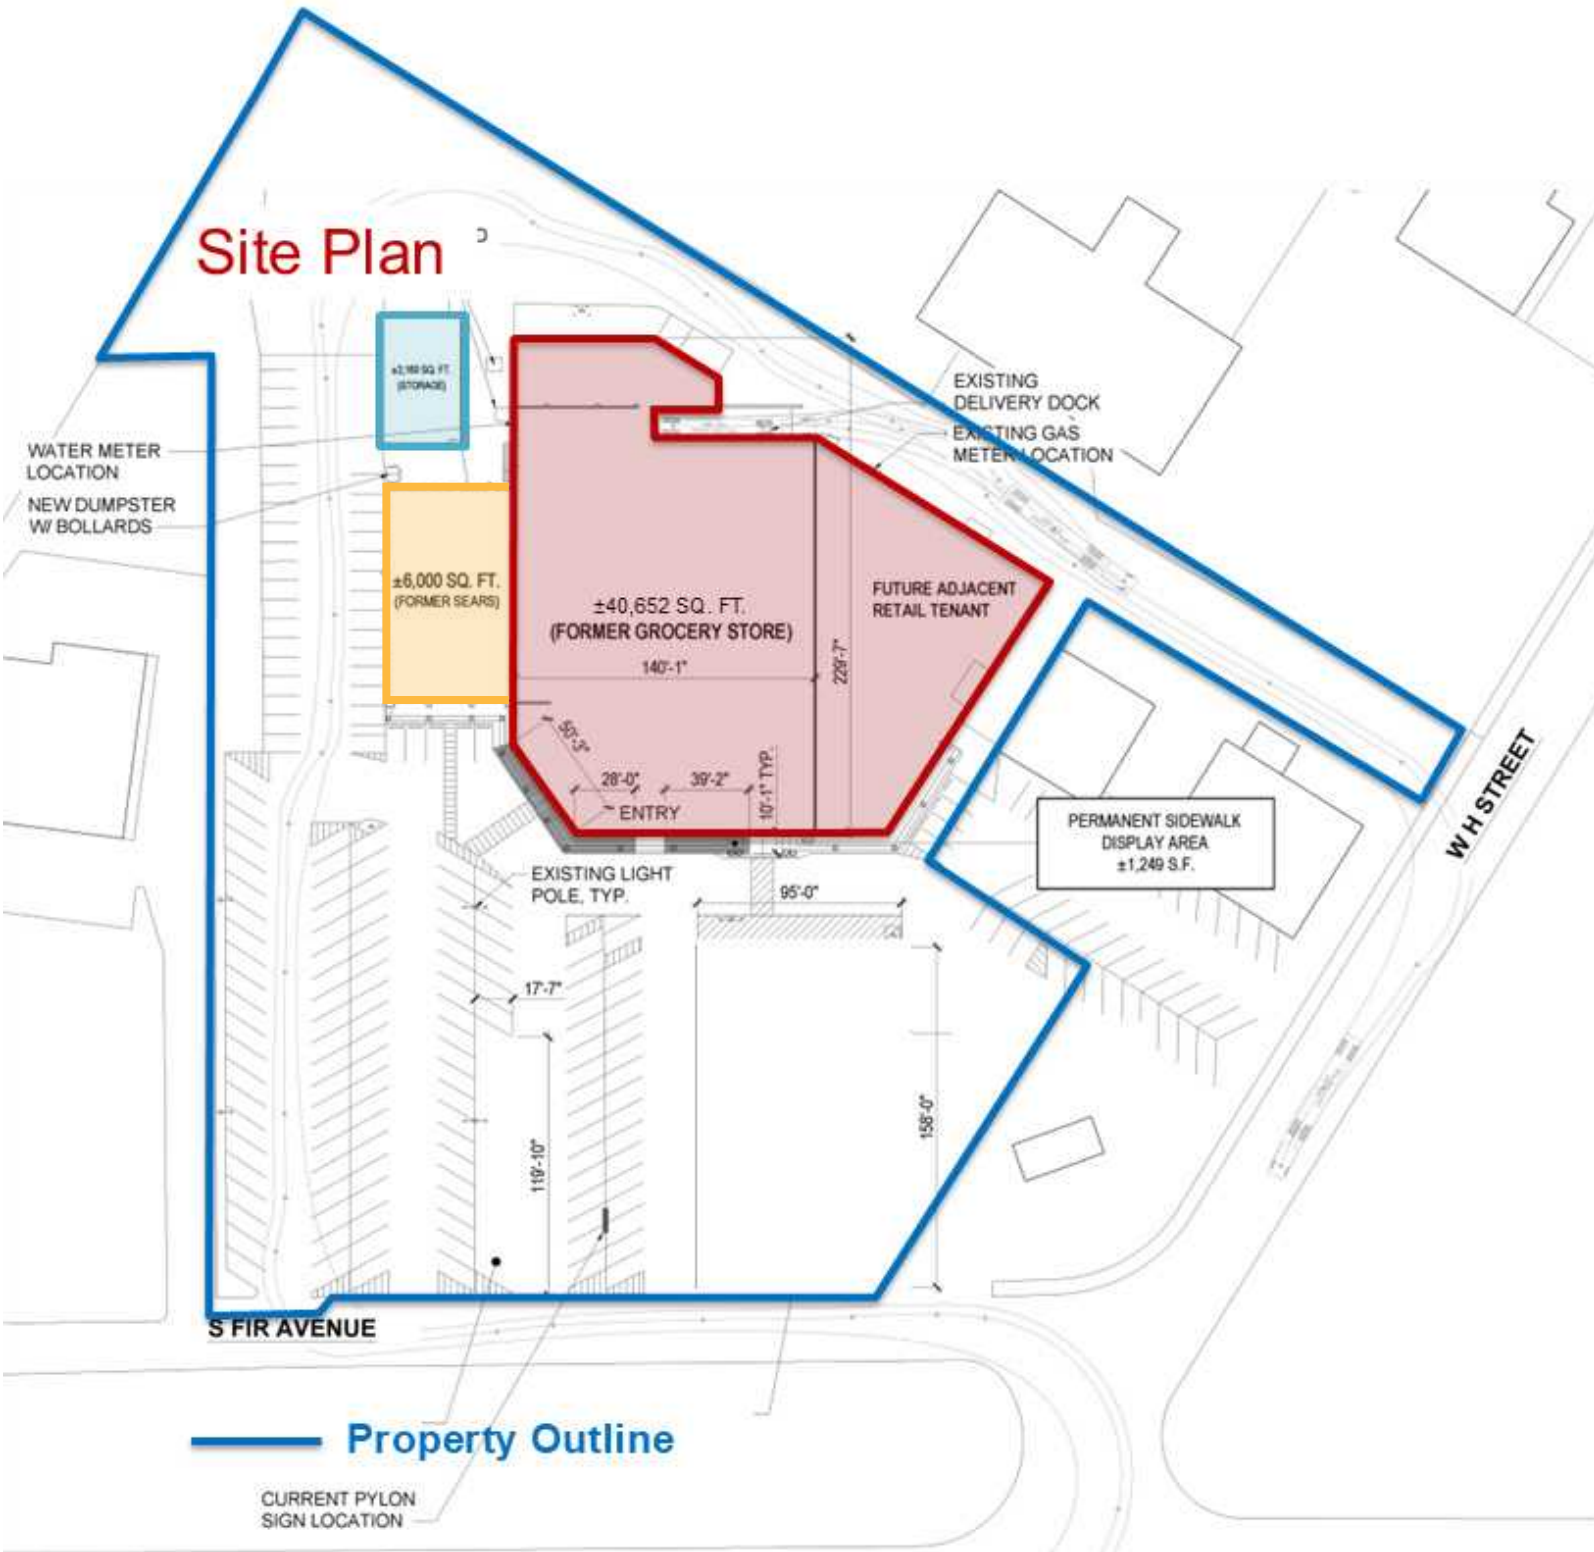 Site Plan
(STORAGE)
EXISTING
DELIVERY DOCK
EXISTING GAS
METER LOCATION
WATER METER
LOCATION
NEW DUMPSTER
W/ BOLLARDS
±6,000 SQ. FT.
(FORMER SEARS)
±40,652 SQ. FT.
(FORMER GROCERY STORE)
FUTURE ADJACENT
RETAIL TENANT
140'-1"
229'-7"
50'-3"
28'-0"
39'-2"
10'-1" TYP.
ENTRY
PERMANENT SIDEWALK
DISPLAY AREA
±1,249 S.F.
W H STREET
EXISTING LIGHT
POLE, TYP.
95'-0"
17'-7"
119'-10"
158'-0"
S FIR AVENUE
Property Outline
CURRENT PYLON
SIGN LOCATION